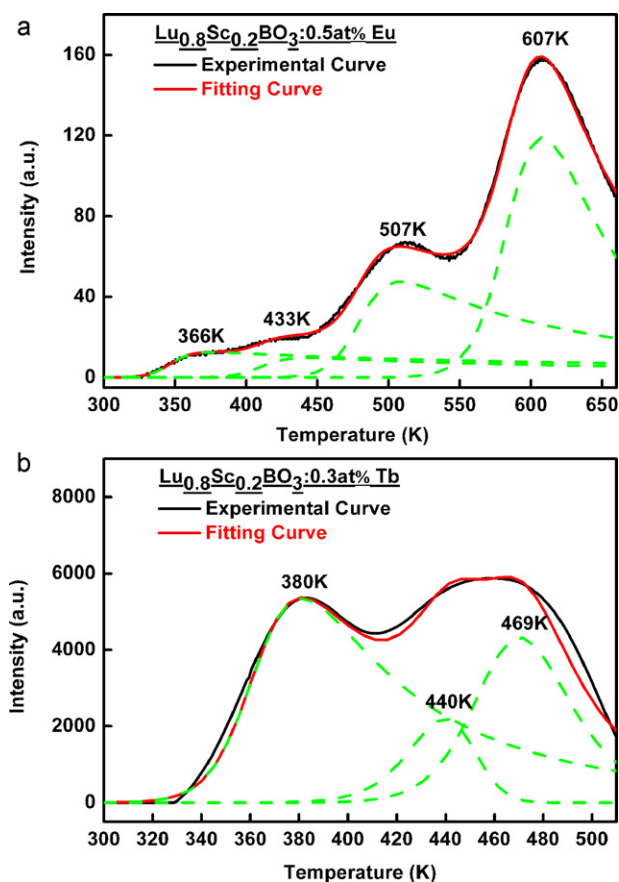 a
Lu0.8Sc0.2BO3:0.5at% Eu
Experimental Curve
Fitting Curve
607K
507K
433K
366K
160
120
80
40
0
Intensity (a.u.)
300 350 400 450 500 550 600 650
Temperature (K)
b
Lu0.8Sc0.2BO3:0.3at% Tb
Experimental Curve
Fitting Curve
380K
469K
440K
8000
6000
4000
2000
0
Intensity (a.u.)
300 320 340 360 380 400 420 440 460 480 500
Temperature (K)